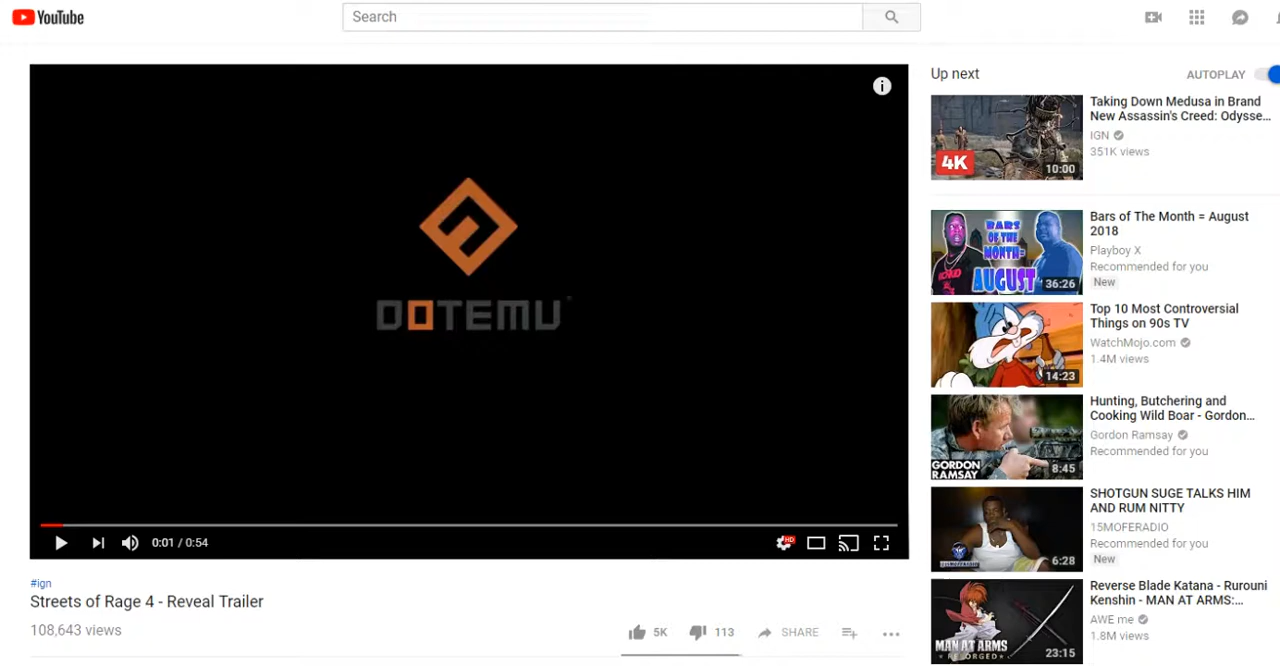 YouTube
Search
DOTEMU
0:01 / 0:54
HD
#ign
Streets of Rage 4 - Reveal Trailer
108,643 views
5K
113
SHARE
Up next
AUTOPLAY
4K
10:00
Taking Down Medusa in Brand
New Assassin's Creed: Odysse...
IGN
351K views
BARS
OF THE
MONTH=
AUGUST
36:26
Bars of The Month = August
2018
Playboy X
Recommended for you
New
14:23
Top 10 Most Controversial
Things on 90s TV
WatchMojo.com
1.4M views
GORDON
RAMSAY
8:45
Hunting, Butchering and
Cooking Wild Boar - Gordon...
Gordon Ramsay
Recommended for you
6:28
SHOTGUN SUGE TALKS HIM
AND RUM NITTY
15MOFERADIO
Recommended for you
New
MAN AT ARMS
REFORGED
23:15
Reverse Blade Katana - Rurouni
Kenshin - MAN AT ARMS:...
AWE me
1.8M views